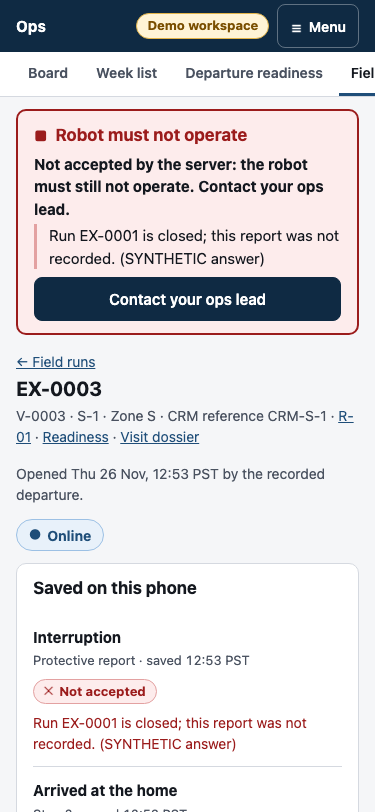 Ops
Demo workspace
≡ Menu
Board
Week list
Departure readiness
Fiel
Robot must not operate
Not accepted by the server: the robot
must still not operate. Contact your ops
lead.
Run EX-0001 is closed; this report was not
recorded. (SYNTHETIC answer)
Contact your ops lead
← Field runs
EX-0003
V-0003 · S-1 · Zone S · CRM reference CRM-S-1 · R-
01 · Readiness · Visit dossier
Opened Thu 26 Nov, 12:53 PST by the recorded
departure.
Online
Saved on this phone
Interruption
Protective report · saved 12:53 PST
× Not accepted
Run EX-0001 is closed; this report was not
recorded. (SYNTHETIC answer)
Arrived at the home